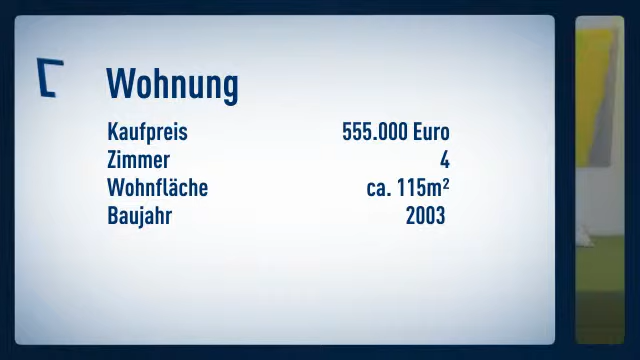 Wohnung
Kaufpreis 555.000 Euro
Zimmer 4
Wohnfläche ca. 115m²
Baujahr 2003